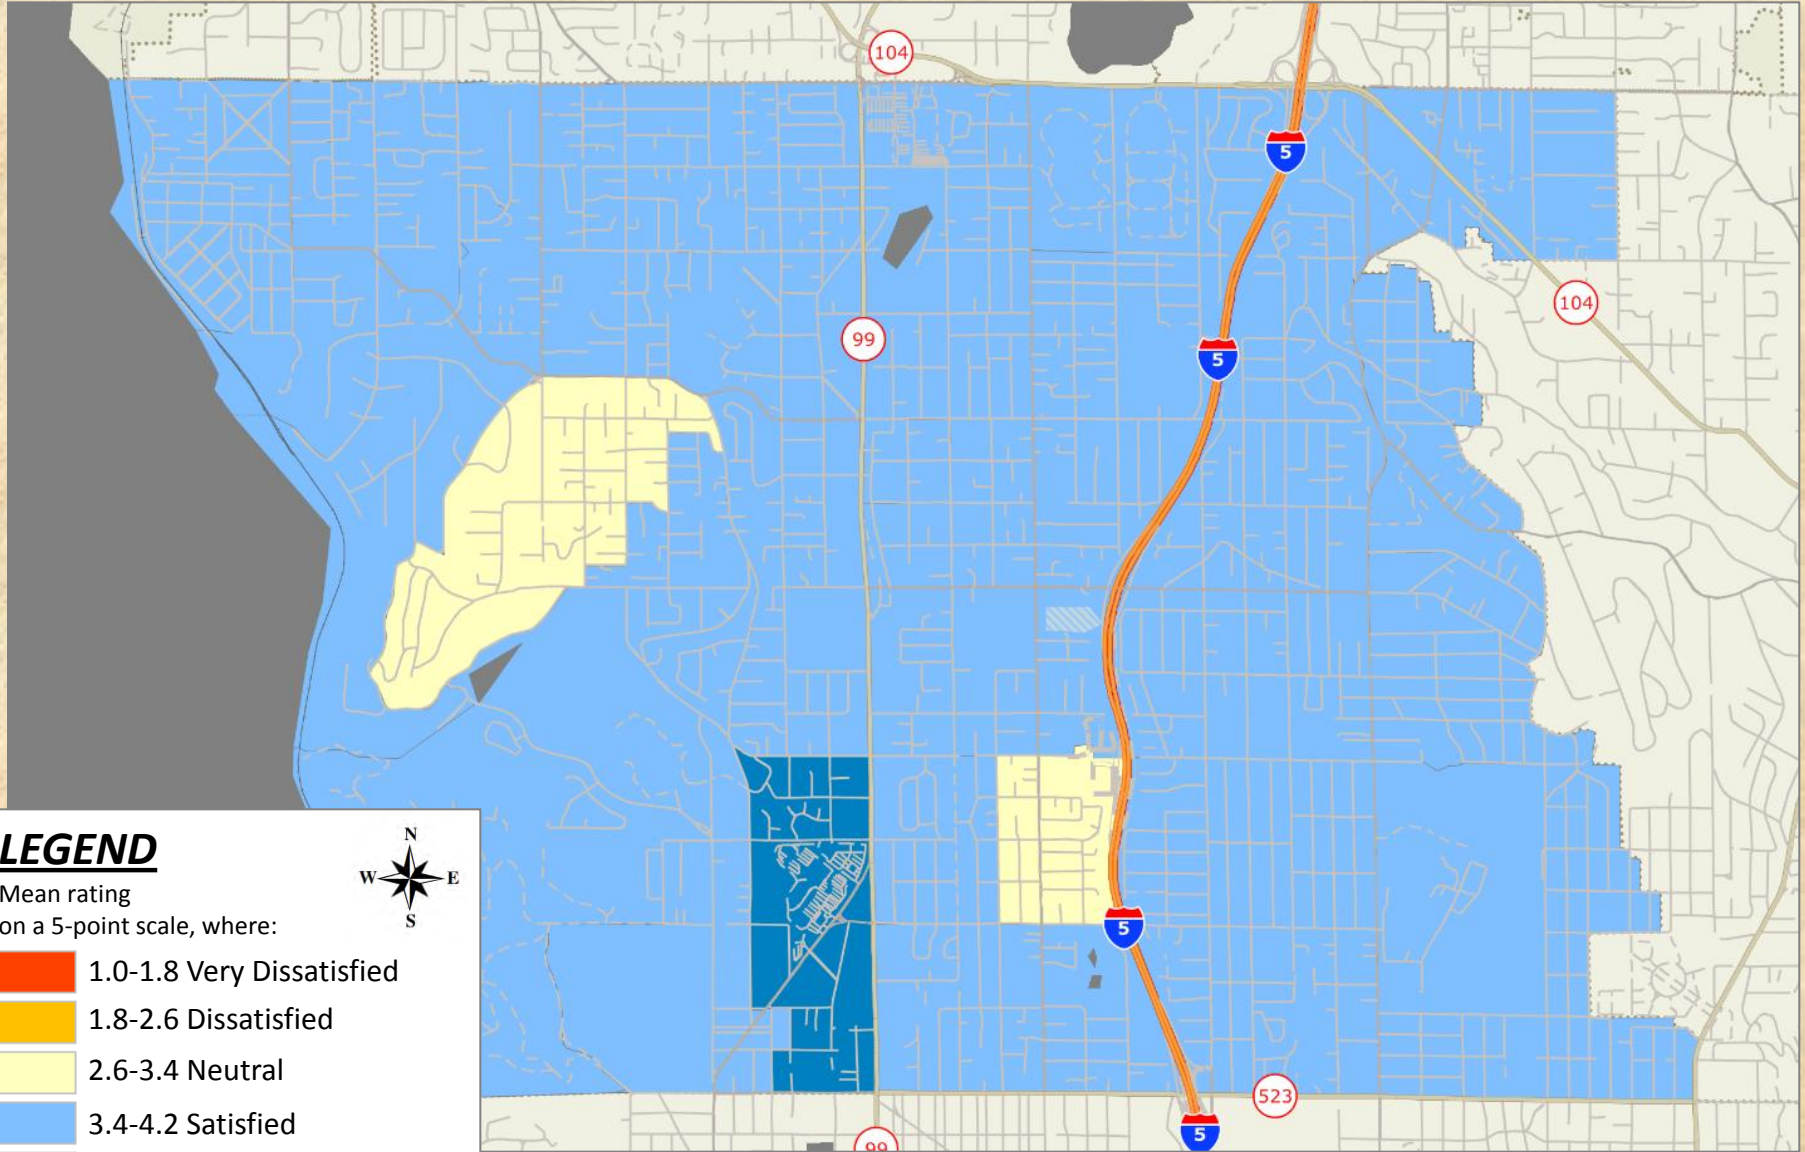 104
5
104
99
5
5
523
5
99
LEGEND
N
W E
S
Mean rating
on a 5-point scale, where:
1.0-1.8 Very Dissatisfied
1.8-2.6 Dissatisfied
2.6-3.4 Neutral
3.4-4.2 Satisfied